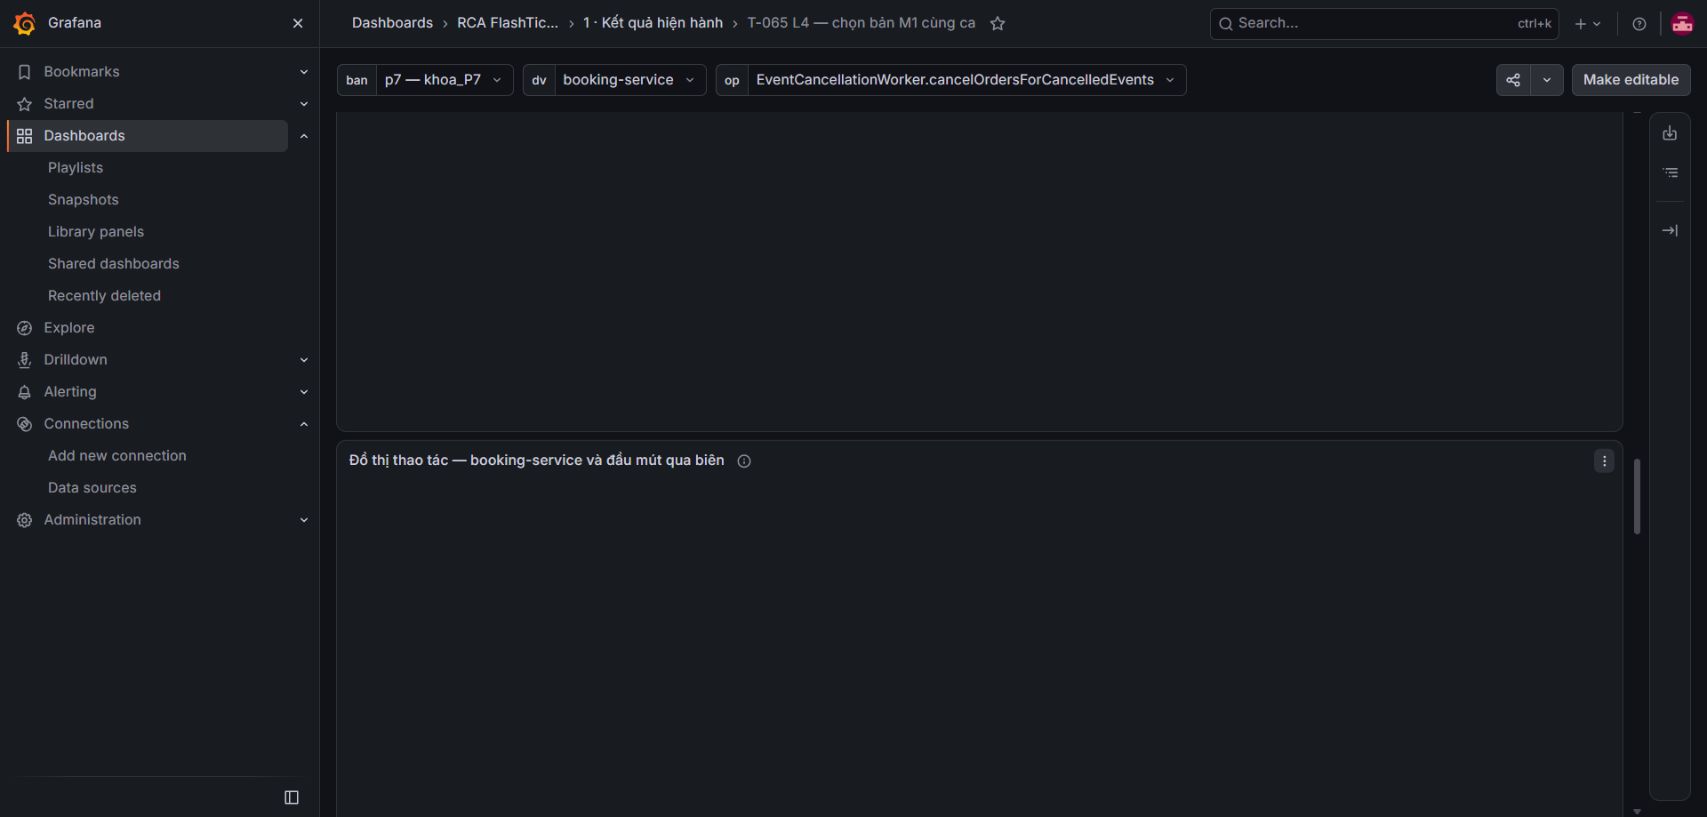 Grafana
Dashboards › RCA FlashTic... › 1 · Kết quả hiện hành › T-065 L4 — chọn bản M1 cùng ca
Search...
ctrl+k
Bookmarks
Starred
Dashboards
Playlists
Snapshots
Library panels
Shared dashboards
Recently deleted
Explore
Drilldown
Alerting
Connections
Add new connection
Data sources
Administration
ban p7 — khoa_P7
dv booking-service
op EventCancellationWorker.cancelOrdersForCancelledEvents
Make editable
Đồ thị thao tác — booking-service và đầu mút qua biên